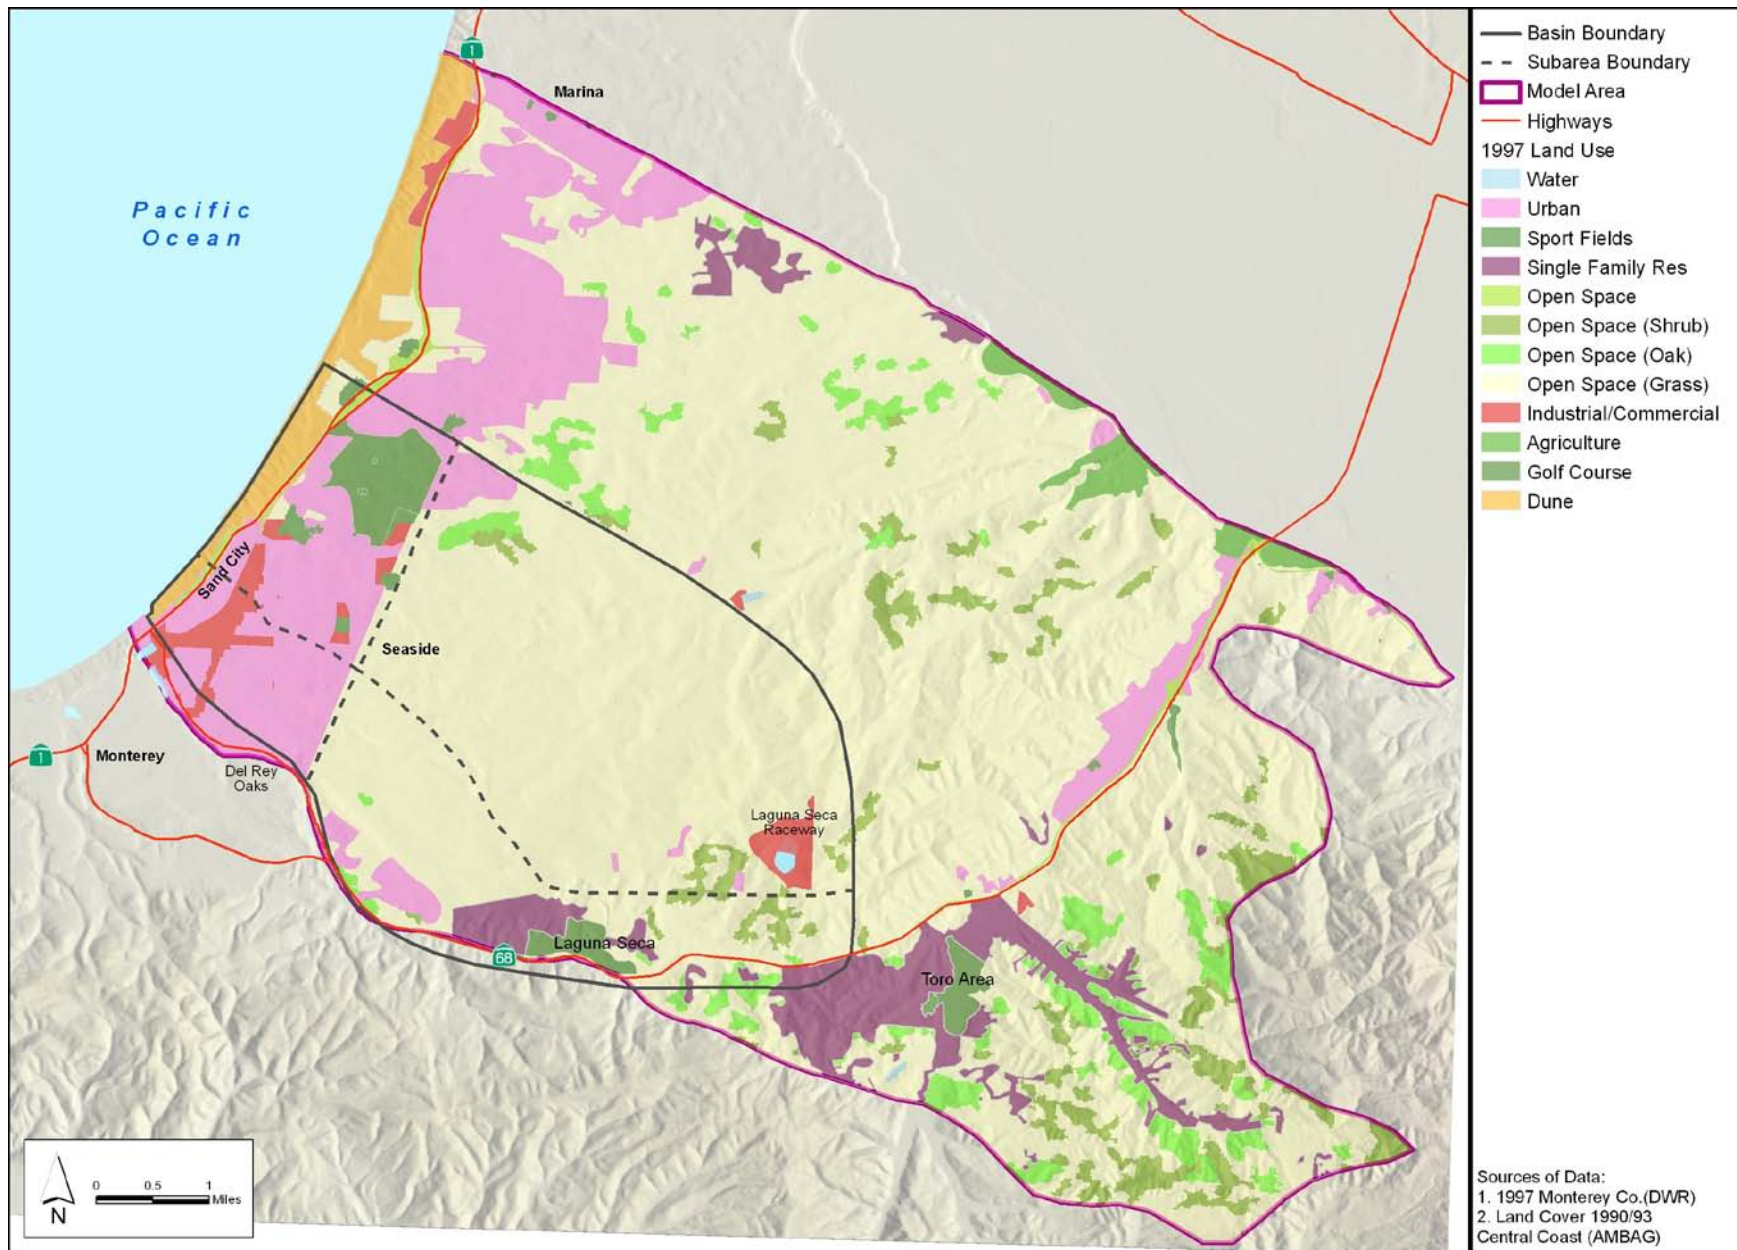 1
Marina
Pacific
Ocean
Sand City
Seaside
1
Monterey
Del Rey
Oaks
Laguna Seca
Raceway
Laguna Seca
68
Toro Area
0 0.5 1
Miles
N
Basin Boundary
Subarea Boundary
Model Area
Highways
1997 Land Use
Water
Urban
Sport Fields
Single Family Res
Open Space
Open Space (Shrub)
Open Space (Oak)
Open Space (Grass)
Industrial/Commercial
Agriculture
Golf Course
Dune
Sources of Data:
1. 1997 Monterey Co.(DWR)
2. Land Cover 1990/93
Central Coast (AMBAG)